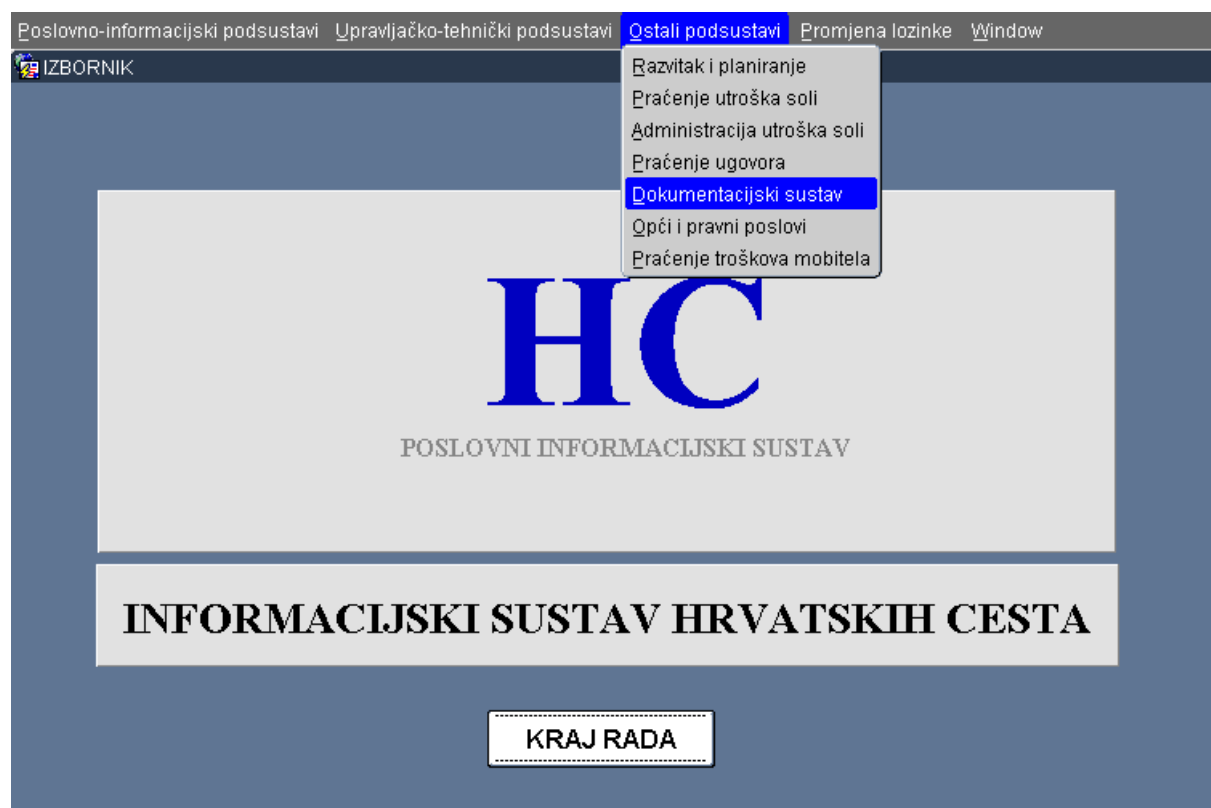 Poslovno-informacijski podsustavi Upravljačko-tehnički podsustavi Ostali podsustavi Promjena lozinke Window
IZBORNIK
Razvitak i planiranje
Praćenje utroška soli
Administracija utroška soli
Praćenje ugovora
Dokumentacijski sustav
Opći i pravni poslovi
Praćenje troškova mobitela
HC
POSLOVNI INFORMACIJSKI SUSTAV
INFORMACIJSKI SUSTAV HRVATSKIH CESTA
KRAJ RADA